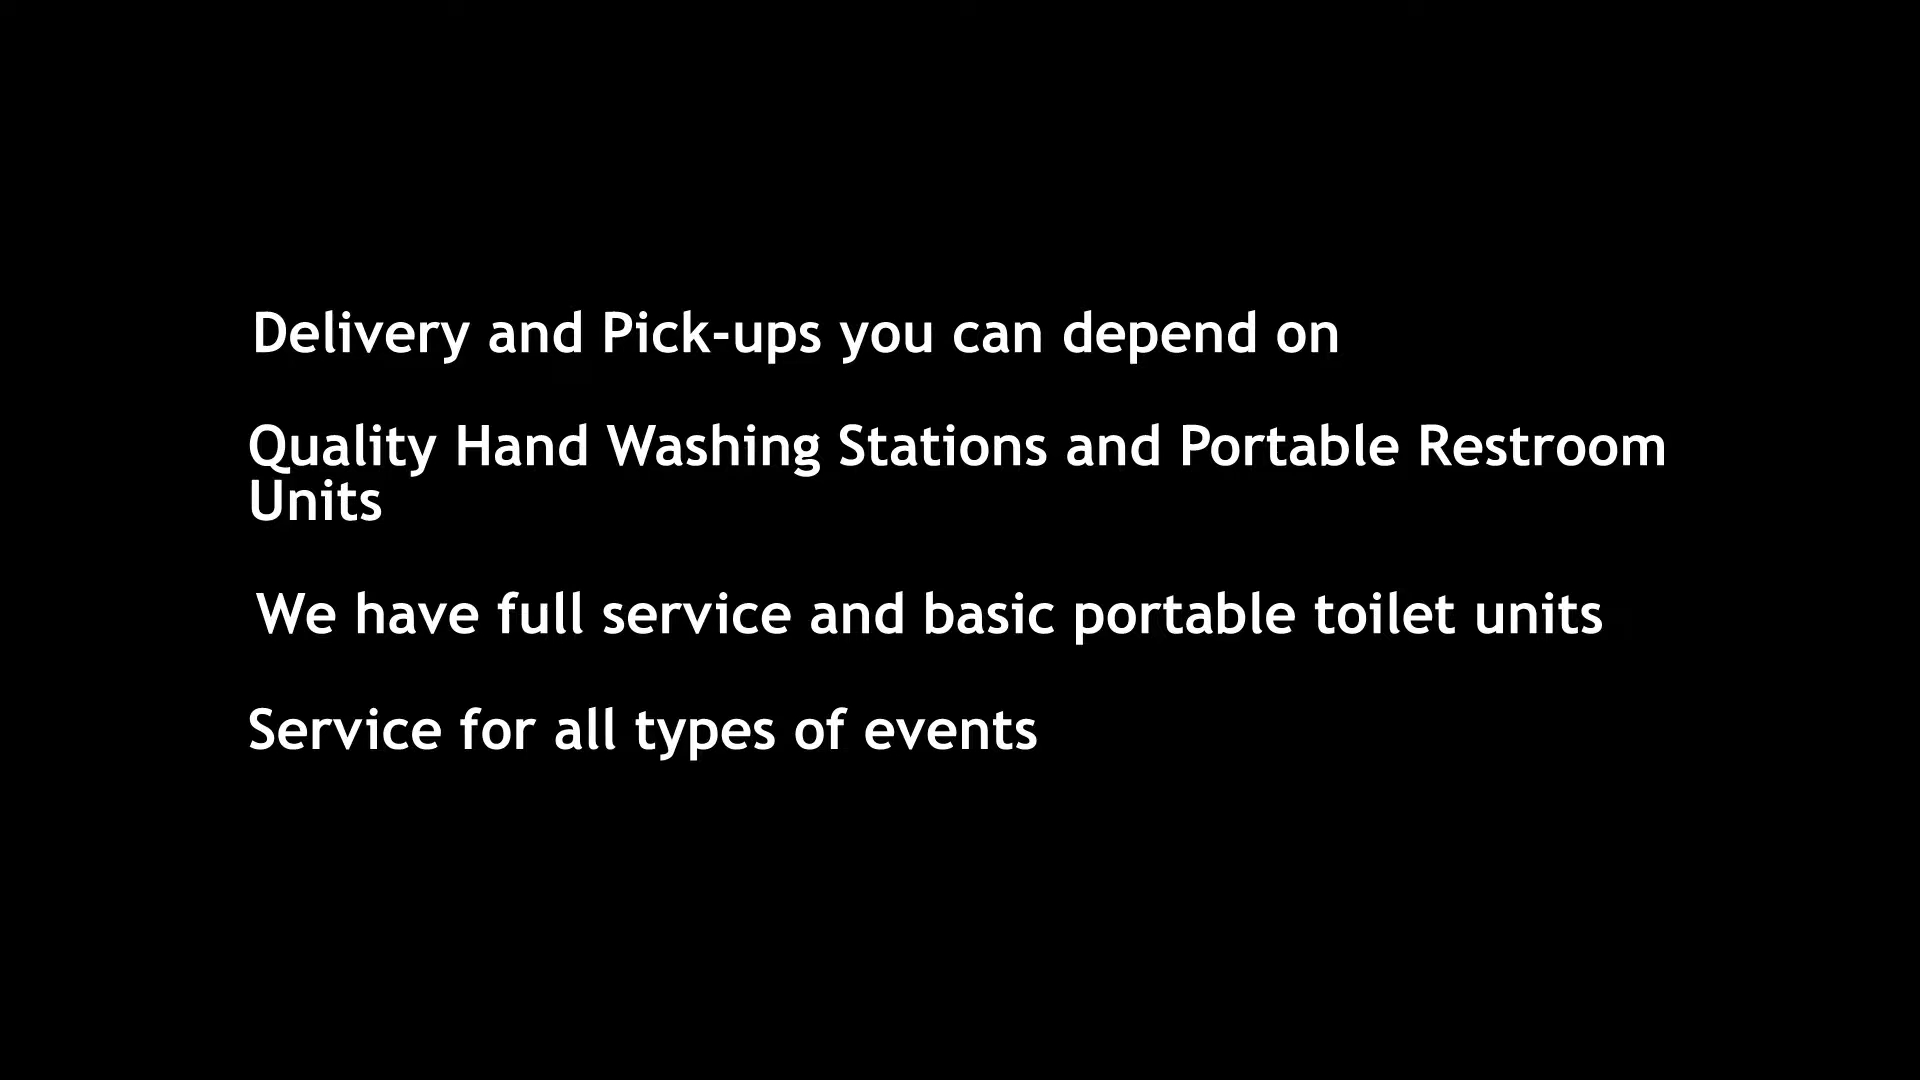 Delivery and Pick-ups you can depend on
Quality Hand Washing Stations and Portable Restroom
Units
We have full service and basic portable toilet units
Service for all types of events